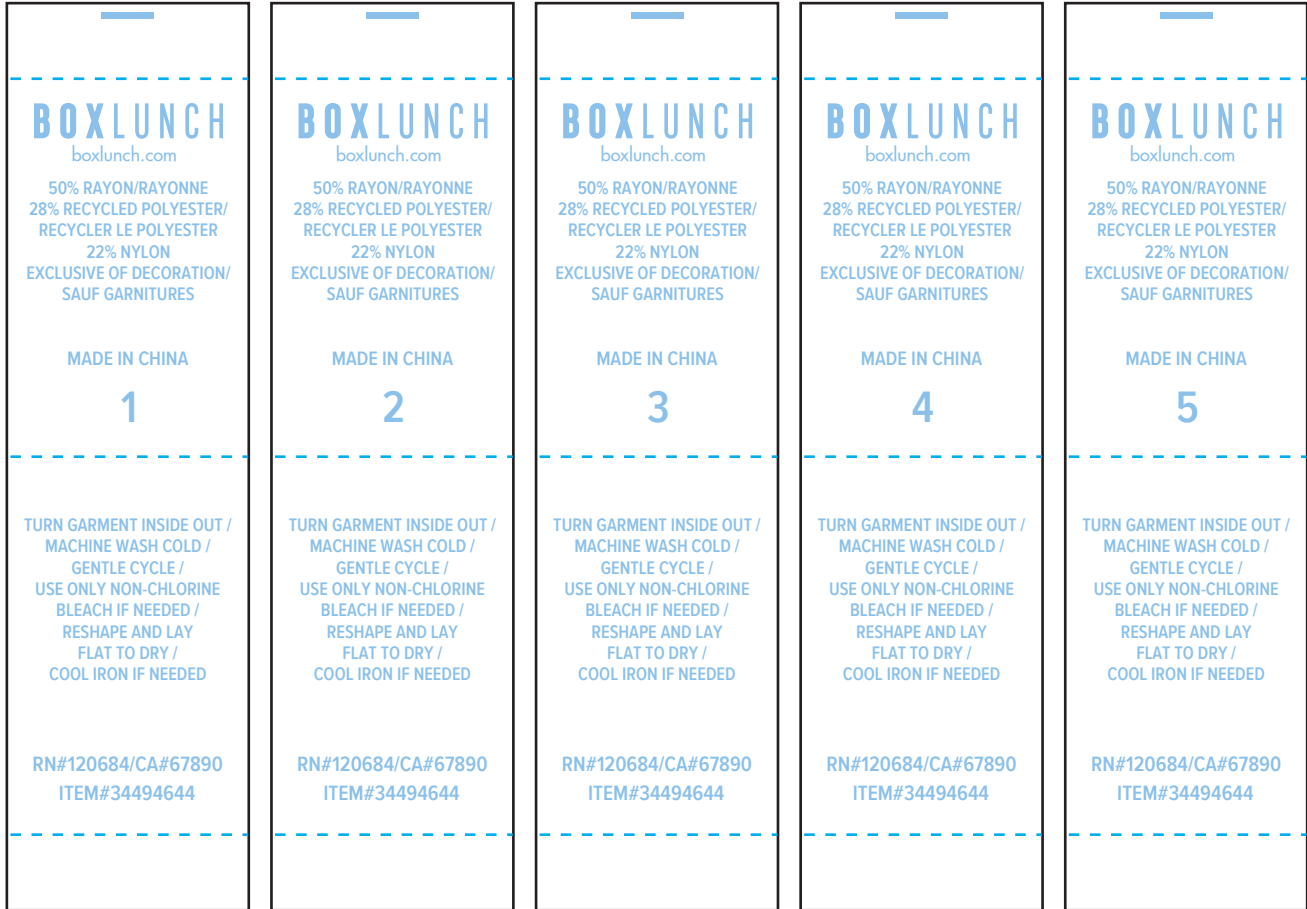 BOXLUNCH
boxlunch.com
50% RAYON/RAYONNE
28% RECYCLED POLYESTER/
RECYCLER LE POLYESTER
22% NYLON
EXCLUSIVE OF DECORATION/
SAUF GARNITURES
MADE IN CHINA
1
TURN GARMENT INSIDE OUT /
MACHINE WASH COLD /
GENTLE CYCLE /
USE ONLY NON-CHLORINE
BLEACH IF NEEDED /
RESHAPE AND LAY
FLAT TO DRY /
COOL IRON IF NEEDED
RN#120684/CA#67890
ITEM#34494644
BOXLUNCH
boxlunch.com
50% RAYON/RAYONNE
28% RECYCLED POLYESTER/
RECYCLER LE POLYESTER
22% NYLON
EXCLUSIVE OF DECORATION/
SAUF GARNITURES
MADE IN CHINA
2
TURN GARMENT INSIDE OUT /
MACHINE WASH COLD /
GENTLE CYCLE /
USE ONLY NON-CHLORINE
BLEACH IF NEEDED /
RESHAPE AND LAY
FLAT TO DRY /
COOL IRON IF NEEDED
RN#120684/CA#67890
ITEM#34494644
BOXLUNCH
boxlunch.com
50% RAYON/RAYONNE
28% RECYCLED POLYESTER/
RECYCLER LE POLYESTER
22% NYLON
EXCLUSIVE OF DECORATION/
SAUF GARNITURES
MADE IN CHINA
3
TURN GARMENT INSIDE OUT /
MACHINE WASH COLD /
GENTLE CYCLE /
USE ONLY NON-CHLORINE
BLEACH IF NEEDED /
RESHAPE AND LAY
FLAT TO DRY /
COOL IRON IF NEEDED
RN#120684/CA#67890
ITEM#34494644
BOXLUNCH
boxlunch.com
50% RAYON/RAYONNE
28% RECYCLED POLYESTER/
RECYCLER LE POLYESTER
22% NYLON
EXCLUSIVE OF DECORATION/
SAUF GARNITURES
MADE IN CHINA
4
TURN GARMENT INSIDE OUT /
MACHINE WASH COLD /
GENTLE CYCLE /
USE ONLY NON-CHLORINE
BLEACH IF NEEDED /
RESHAPE AND LAY
FLAT TO DRY /
COOL IRON IF NEEDED
RN#120684/CA#67890
ITEM#34494644
BOXLUNCH
boxlunch.com
50% RAYON/RAYONNE
28% RECYCLED POLYESTER/
RECYCLER LE POLYESTER
22% NYLON
EXCLUSIVE OF DECORATION/
SAUF GARNITURES
MADE IN CHINA
5
TURN GARMENT INSIDE OUT /
MACHINE WASH COLD /
GENTLE CYCLE /
USE ONLY NON-CHLORINE
BLEACH IF NEEDED /
RESHAPE AND LAY
FLAT TO DRY /
COOL IRON IF NEEDED
RN#120684/CA#67890
ITEM#34494644